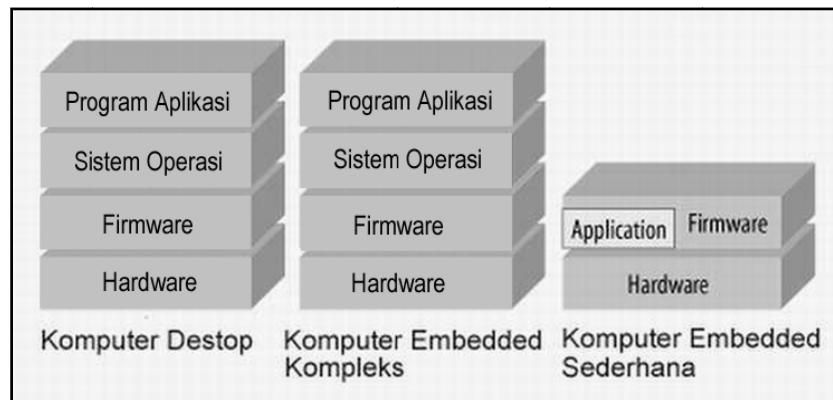 Program Aplikasi
Sistem Operasi
Firmware
Hardware
Komputer Destop
Program Aplikasi
Sistem Operasi
Firmware
Hardware
Komputer Embedded
Kompleks
Application Firmware
Hardware
Komputer Embedded
Sederhana